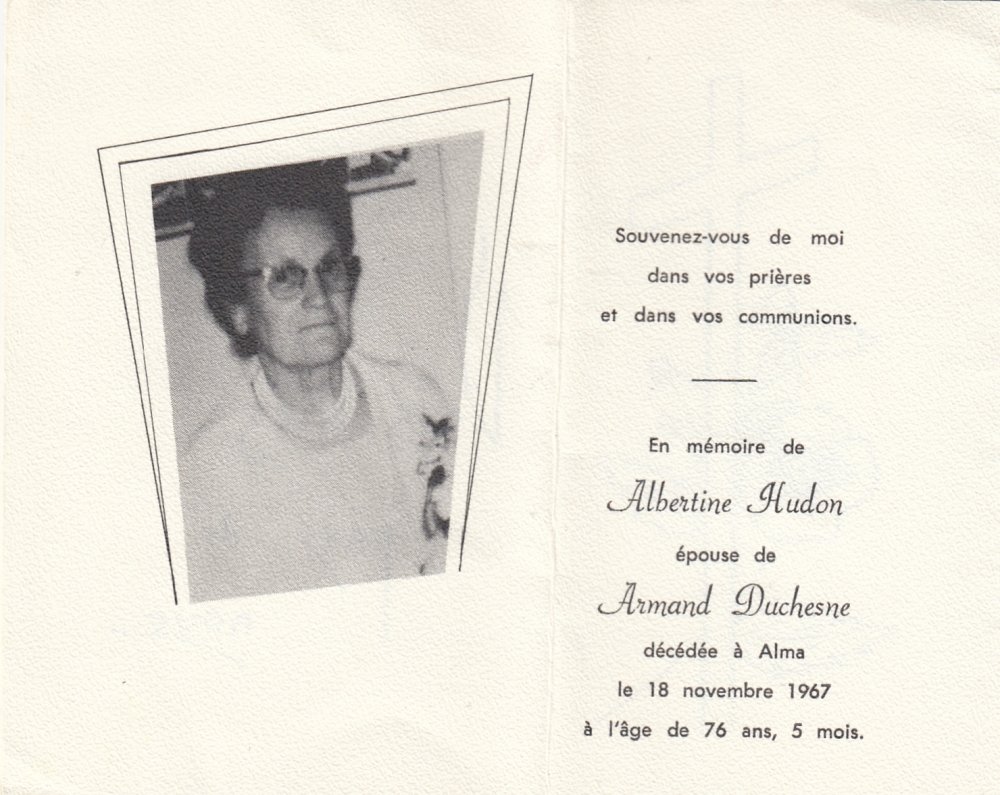 Souvenez-vous de moi
dans vos prières
et dans vos communions.
En mémoire de
Albertine Hudon
épouse de
Armand Duchesne
décédée à Alma
le 18 novembre 1967
à l'âge de 76 ans, 5 mois.